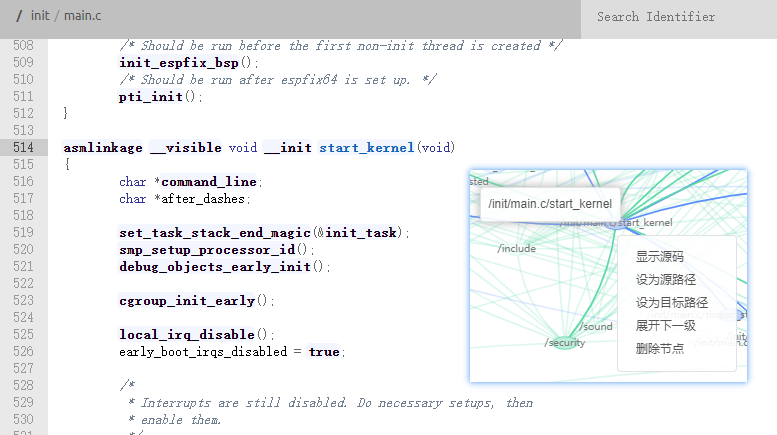 / init / main.c
Search Identifier
508 /* Should be run before the first non-init thread is created */
509 init_espfix_bsp();
510 /* Should be run after espfix64 is set up. */
511 pti_init();
512 }
513
514 asmlinkage __visible void __init start_kernel(void)
515 {
516 char *command_line;
517 char *after_dashes;
518
519 set_task_stack_end_magic(&init_task);
520 smp_setup_processor_id();
521 debug_objects_early_init();
522
523 cgroup_init_early();
524
525 local_irq_disable();
526 early_boot_irqs_disabled = true;
527
528 /*
529 * Interrupts are still disabled. Do necessary setups, then
530 * enable them.
/init/main.c/start_kernel
/init/main.c/start_kernel
/include
显示源码
设为源路径
设为目标路径
展开下一级
删除节点
/sound
/security